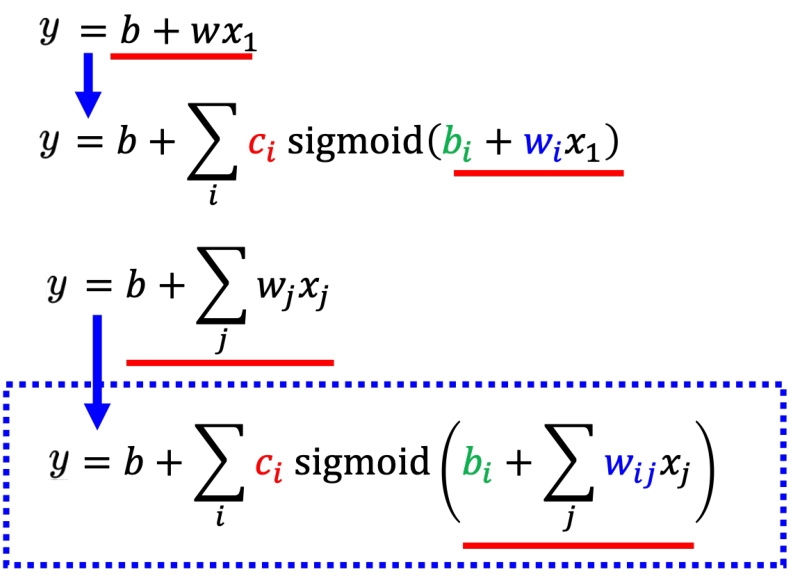 y = b + wx₁
y = b + ∑ᵢ cᵢ sigmoid(bᵢ + wᵢx₁)
y = b + ∑ⱼ wⱼxⱼ
y = b + ∑ᵢ cᵢ sigmoid(bᵢ + ∑ⱼ wᵢⱼxⱼ)